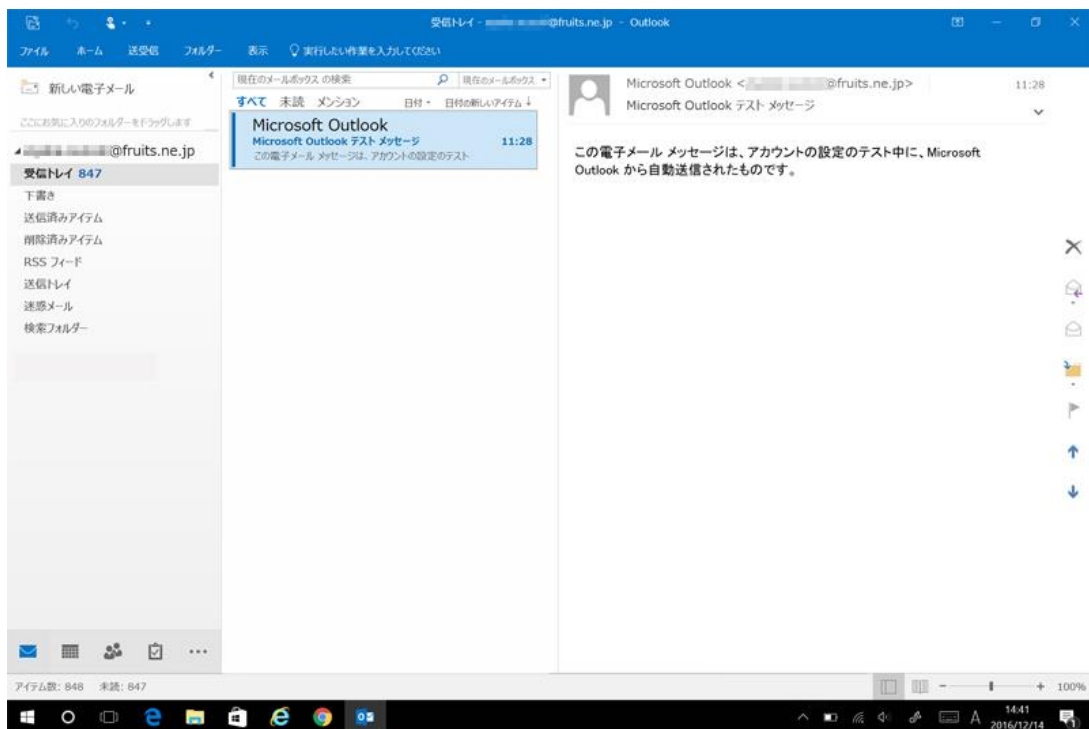 受信トレイ - @fruits.ne.jp - Outlook
ファイル ホーム 送受信 フォルダー 表示 実行したい作業を入力してください
新しい電子メール
ここにお気に入りのフォルダーをドラッグします
@fruits.ne.jp
受信トレイ 847
下書き
送信済みアイテム
削除済みアイテム
RSS フィード
送信トレイ
迷惑メール
検索フォルダー
現在のメールボックス の検索 現在のメールボックス
すべて 未読 メンション 日付 日付の新しいアイテム ↓
Microsoft Outlook
Microsoft Outlook テスト メッセージ 11:28
この電子メール メッセージは、アカウントの設定のテスト
Microsoft Outlook < @fruits.ne.jp> 11:28
Microsoft Outlook テスト メッセージ
この電子メール メッセージは、アカウントの設定のテスト中に、Microsoft
Outlook から自動送信されたものです。
アイテム数: 848 未読: 847
100%
A 14:41
2016/12/14